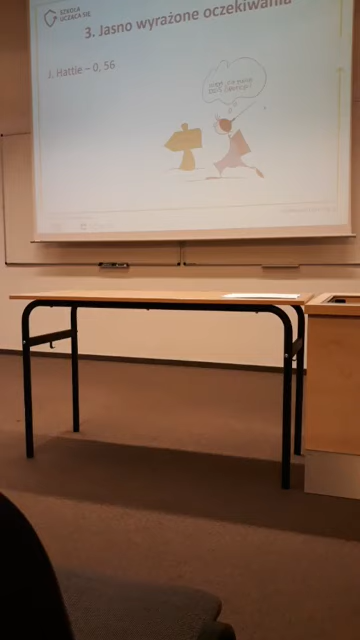 SZKOŁA
UCZĄCA SIĘ
3. Jasno wyrażone oczekiwania
J. Hattie – 0, 56